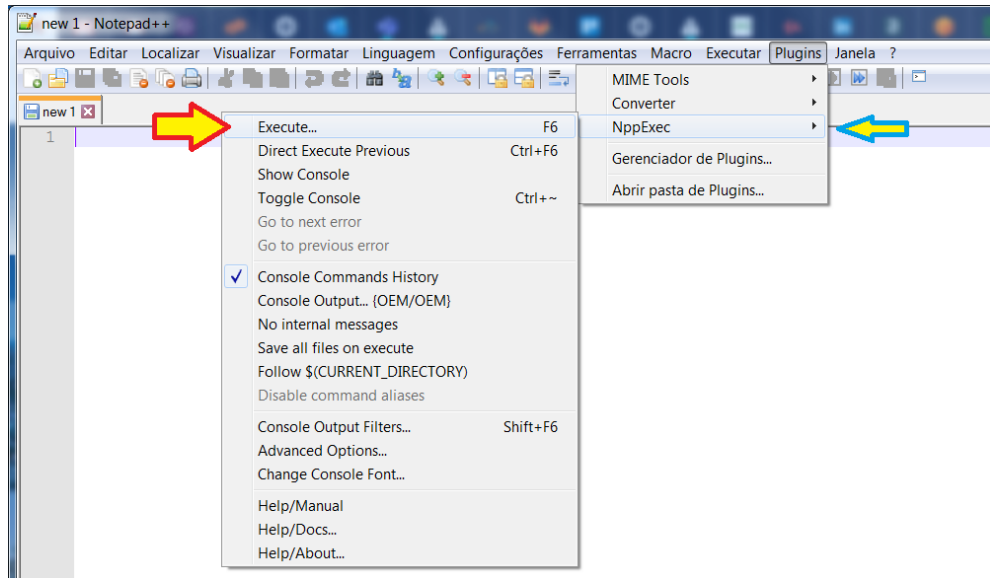 new 1 - Notepad++
Arquivo Editar Localizar Visualizar Formatar Linguagem Configurações Ferramentas Macro Executar Plugins Janela ?
new 1
1
MIME Tools
Converter
NppExec
Gerenciador de Plugins...
Abrir pasta de Plugins...
Execute... F6
Direct Execute Previous Ctrl+F6
Show Console
Toggle Console Ctrl+~
Go to next error
Go to previous error
Console Commands History
Console Output... {OEM/OEM}
No internal messages
Save all files on execute
Follow $(CURRENT_DIRECTORY)
Disable command aliases
Console Output Filters... Shift+F6
Advanced Options...
Change Console Font...
Help/Manual
Help/Docs...
Help/About...